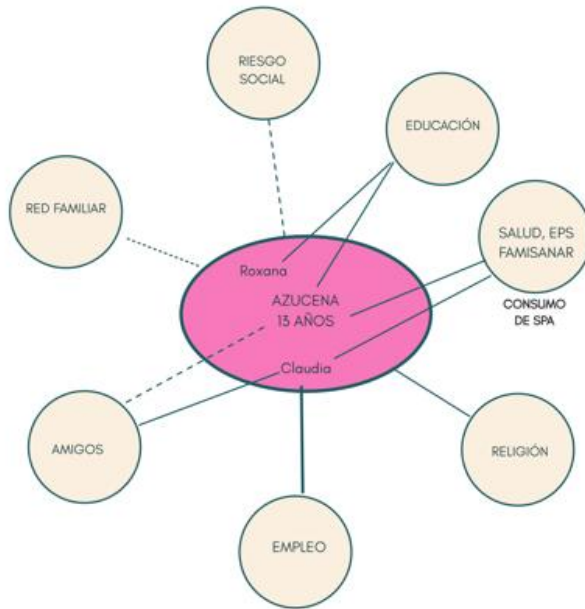 RIESGO
SOCIAL
EDUCACIÓN
RED FAMILIAR
SALUD, EPS
FAMISANAR
CONSUMO
DE SPA
Roxana
AZUCENA
13 AÑOS
Claudia
AMIGOS
RELIGIÓN
EMPLEO